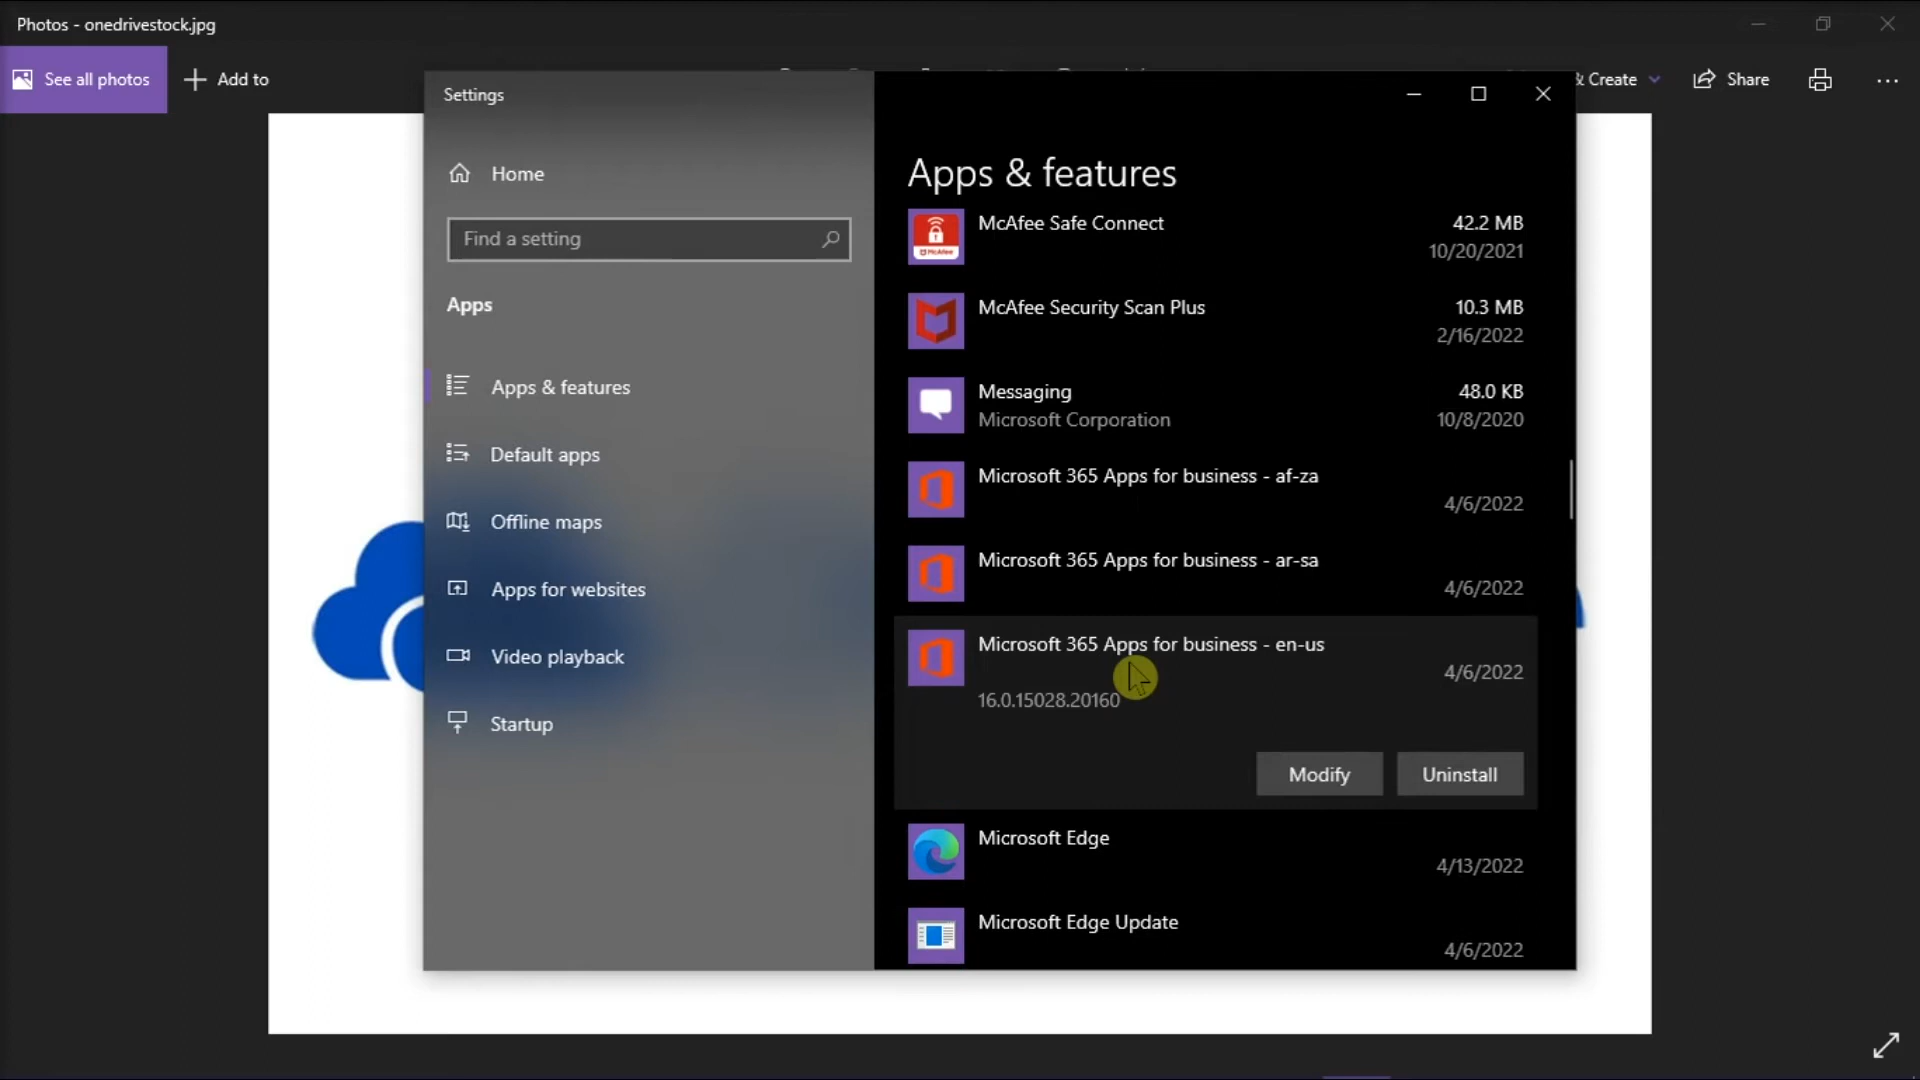 Photos - onedrivestock.jpg
See all photos
Add to
& Create
Share
Settings
Home
Find a setting
Apps
Apps & features
Default apps
Offline maps
Apps for websites
Video playback
Startup
Apps & features
McAfee Safe Connect
42.2 MB
10/20/2021
McAfee Security Scan Plus
10.3 MB
2/16/2022
Messaging
48.0 KB
Microsoft Corporation
10/8/2020
Microsoft 365 Apps for business - af-za
4/6/2022
Microsoft 365 Apps for business - ar-sa
4/6/2022
Microsoft 365 Apps for business - en-us
4/6/2022
16.0.15028.20160
Modify
Uninstall
Microsoft Edge
4/13/2022
Microsoft Edge Update
4/6/2022